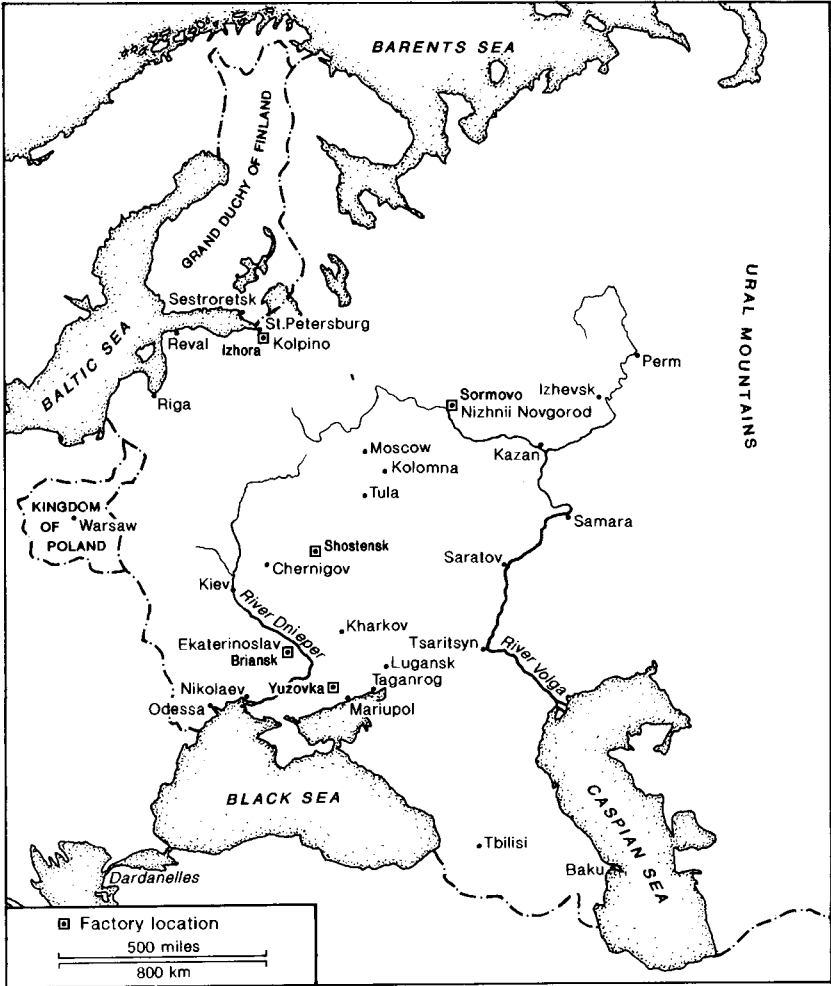 BARENTS SEA
GRAND DUCHY OF FINLAND
URAL MOUNTAINS
Sestroretsk
St.Petersburg
Reval
Izhora
Kolpino
BALTIC SEA
Perm
Riga
Izhevsk
Sormovo
Nizhnii Novgorod
Moscow
Kazan
Kolomna
Tula
KINGDOM
OF
POLAND
Warsaw
Samara
Shostensk
Saratov
Chernigov
Kiev
River Dnieper
Kharkov
Ekaterinoslav
Briansk
Tsaritsyn
River Volga
Lugansk
Nikolaev
Yuzovka
Taganrog
Odessa
Mariupol
BLACK SEA
CASPIAN SEA
Tbilisi
Baku
Dardanelles
Factory location
500 miles
800 km